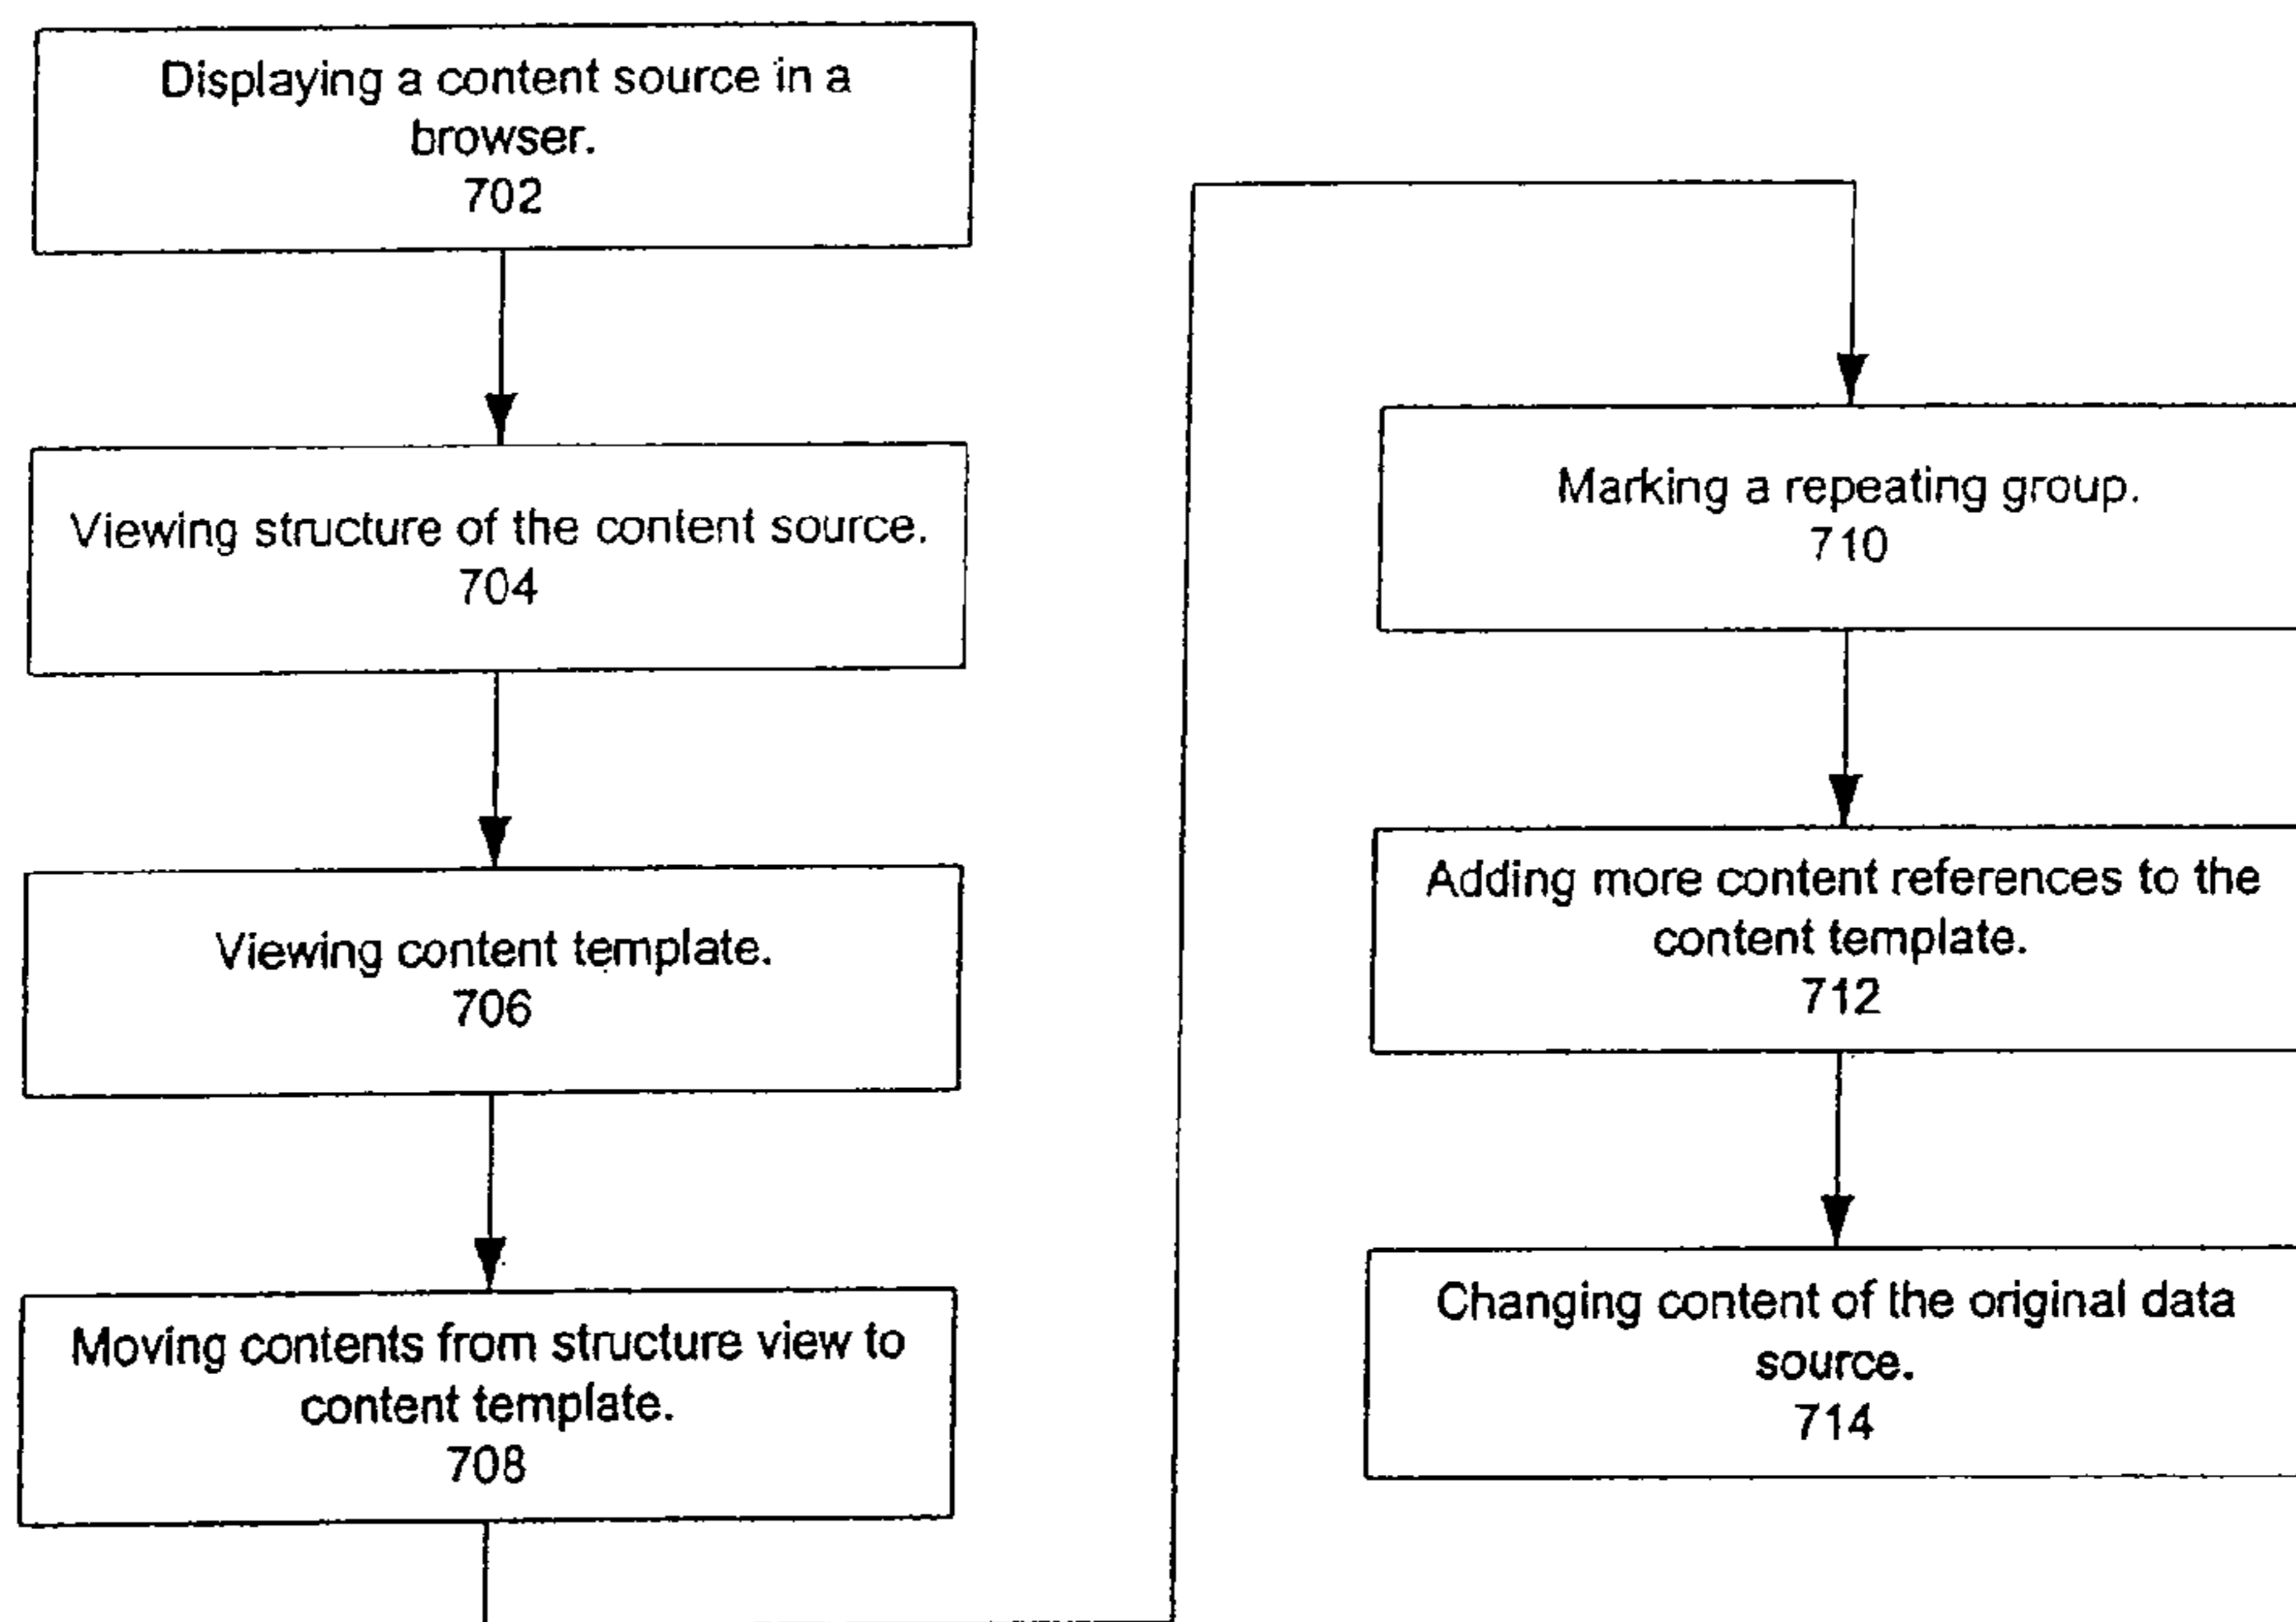 Displaying a content source in a
browser.
702
Viewing structure of the content source.
704
Viewing content template.
706
Moving contents from structure view to
content template.
708
Marking a repeating group.
710
Adding more content references to the
content template.
712
Changing content of the original data
source.
714